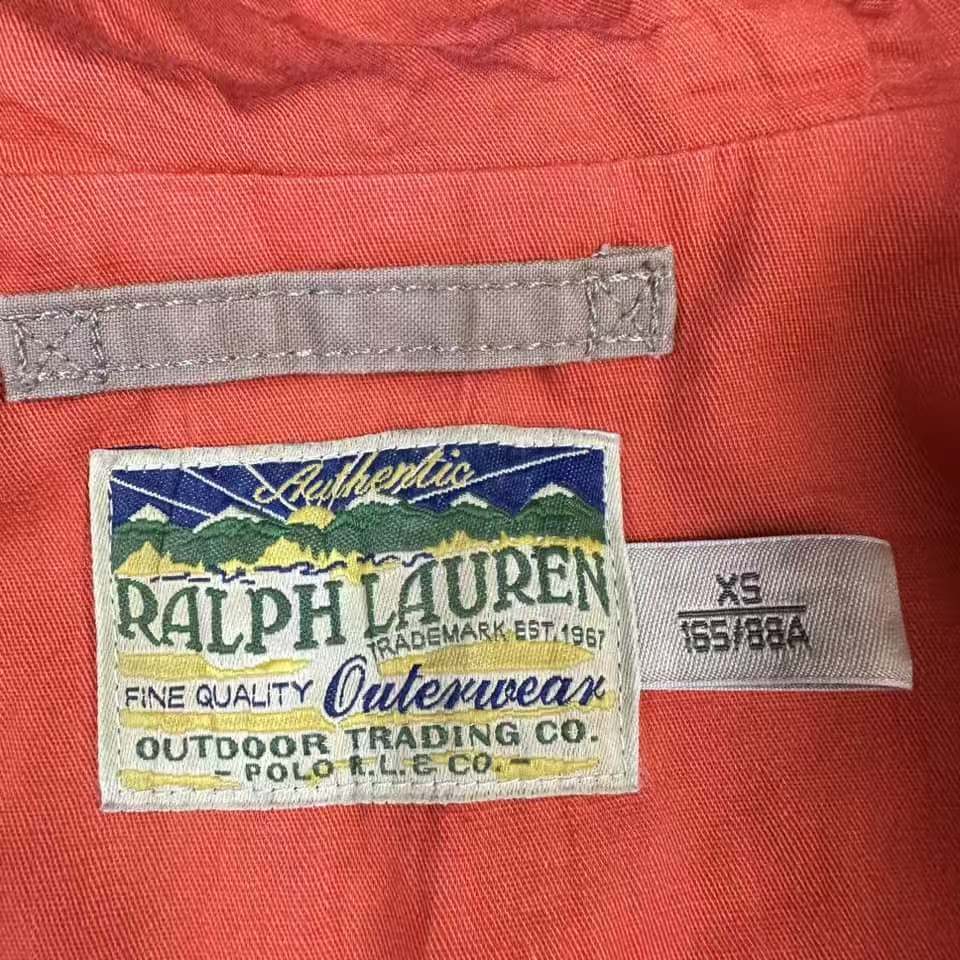 Authentic
RALPH LAUREN
TRADEMARK EST. 1967
FINE QUALITY Outerwear
OUTDOOR TRADING CO.
- POLO R.L. & CO. -
XS
165/88A